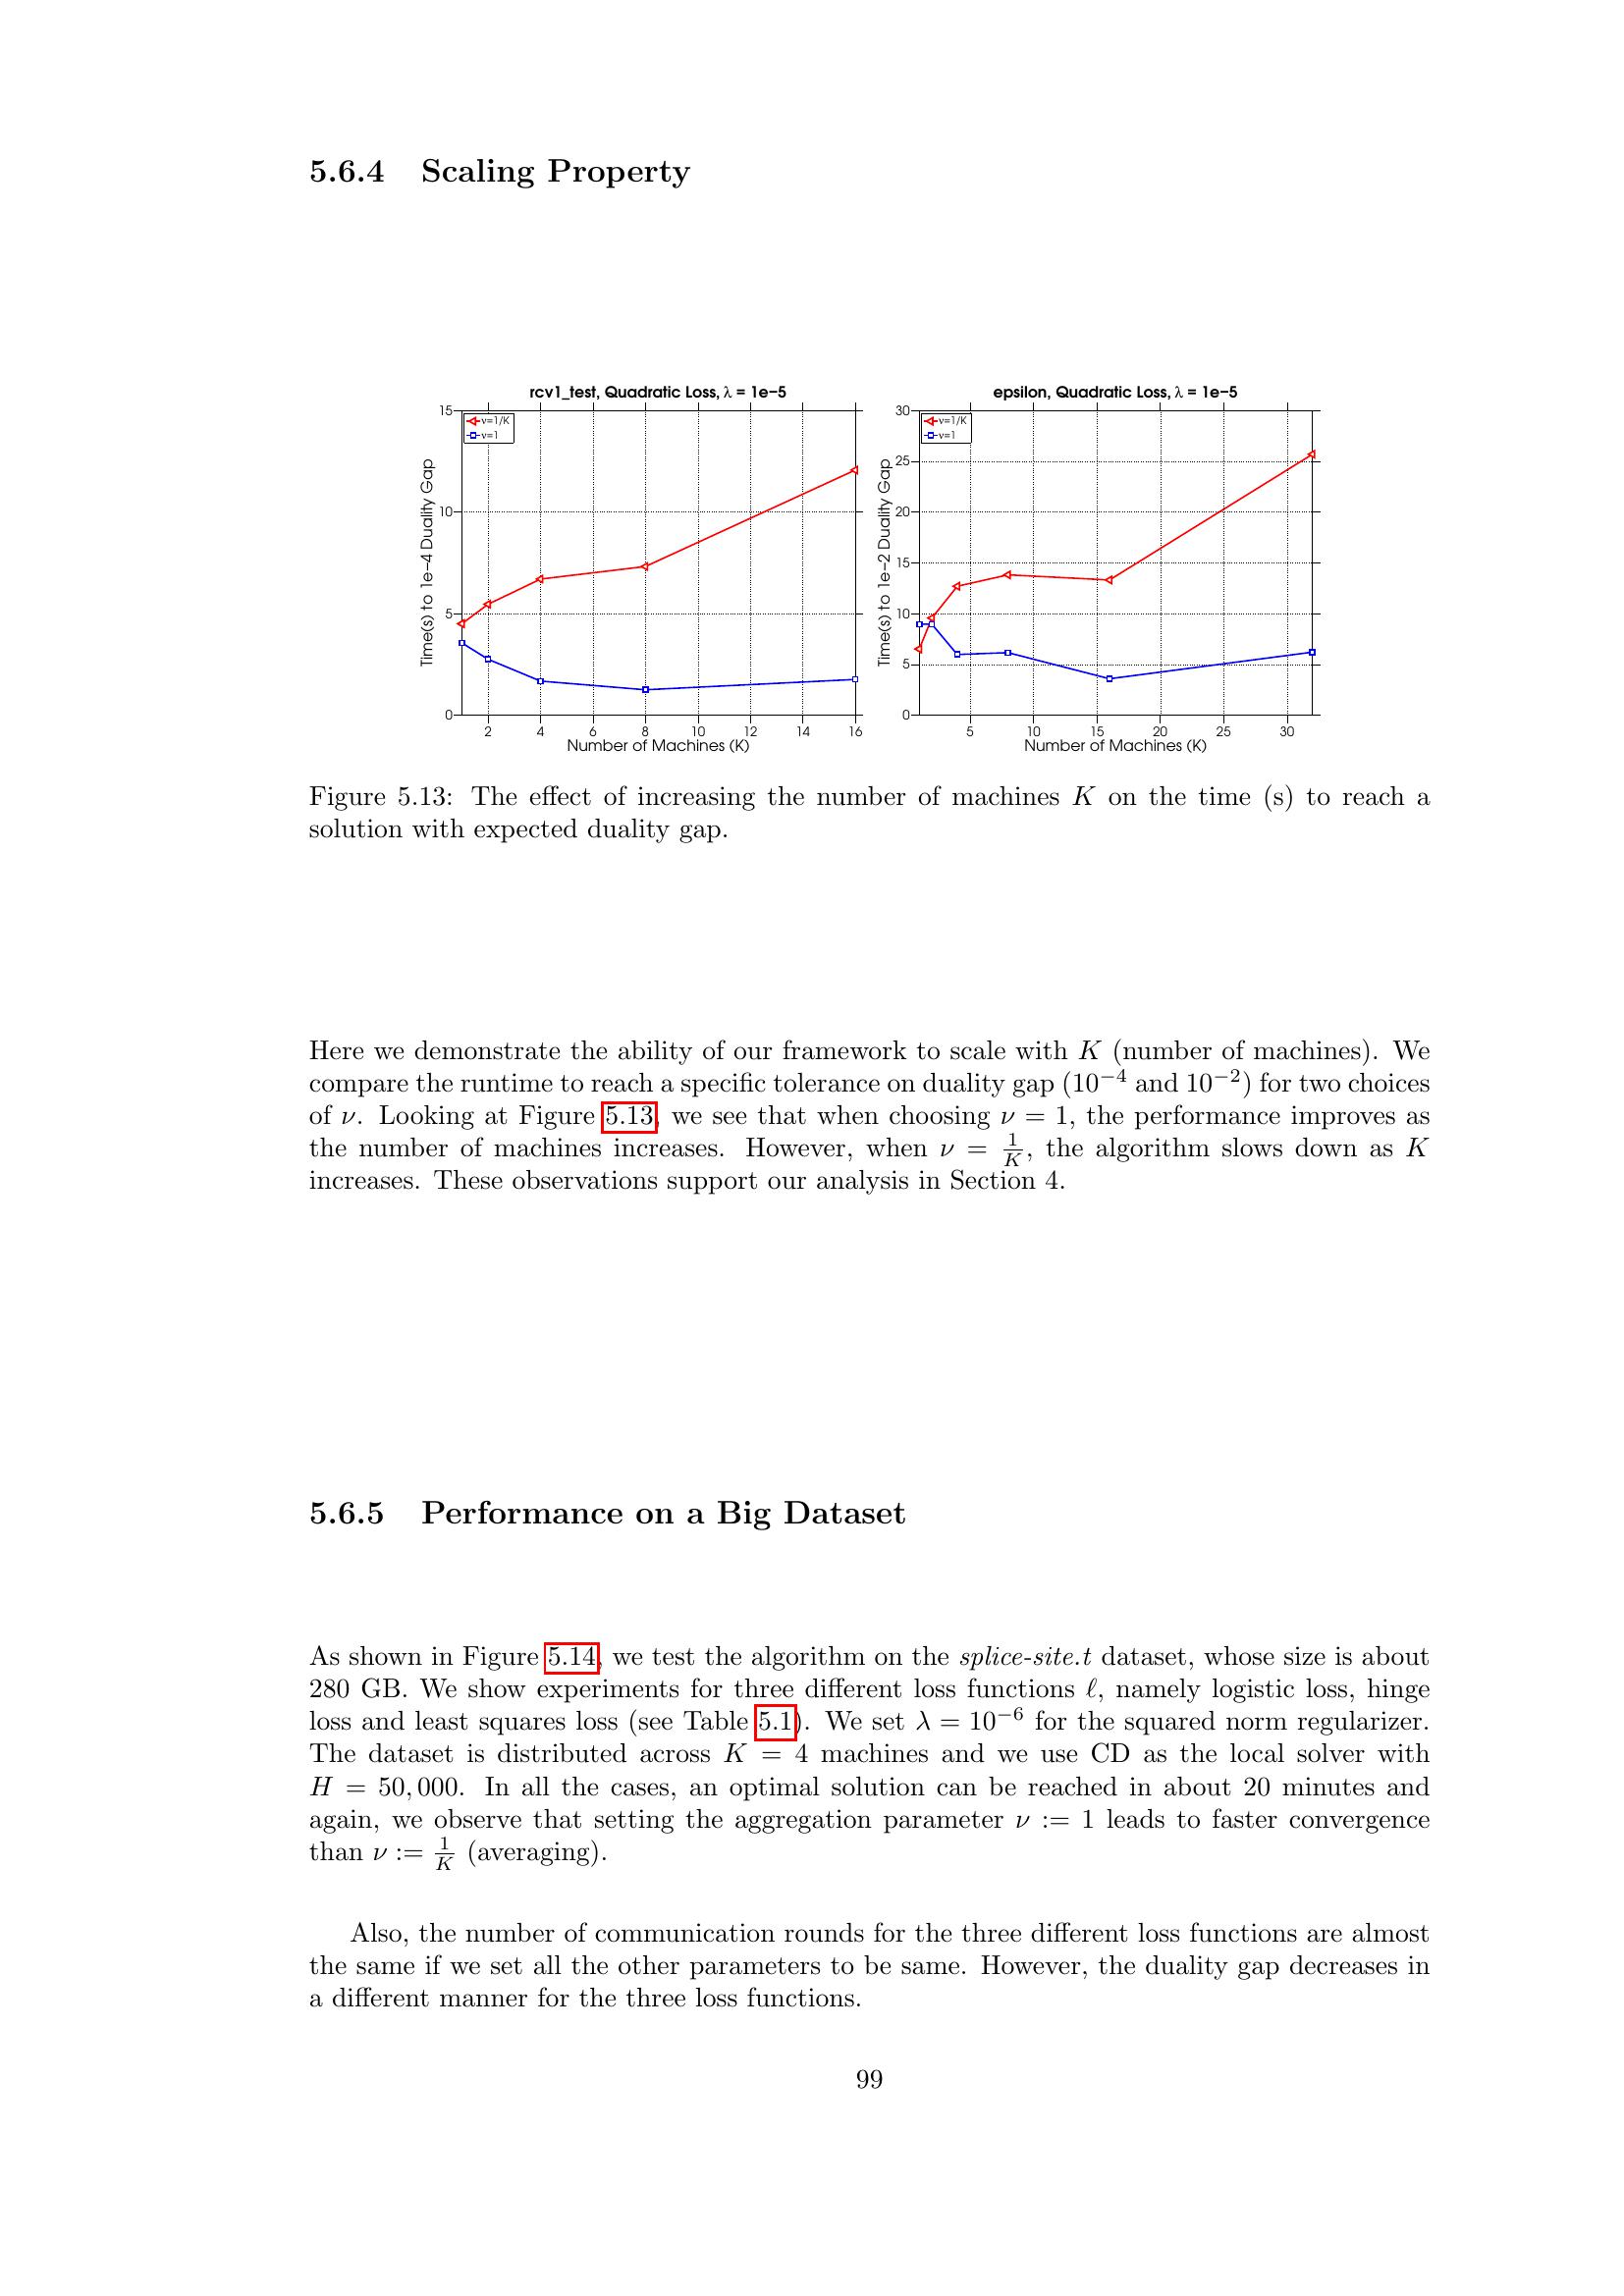 5.6.4 Scaling Property
rcv1_test, Quadratic Loss, λ = 1e−5
15
10
5
0
v=1/K
v=1
Time(s) to 1e−4 Duality Gap
2 4 6 8 10 12 14 16
Number of Machines (K)
epsilon, Quadratic Loss, λ = 1e−5
30
25
20
15
10
5
0
v=1/K
v=1
Time(s) to 1e−2 Duality Gap
5 10 15 20 25 30
Number of Machines (K)
Figure 5.13: The effect of increasing the number of machines K on the time (s) to reach a
solution with expected duality gap.
Here we demonstrate the ability of our framework to scale with K (number of machines). We
compare the runtime to reach a specific tolerance on duality gap (10⁻⁴ and 10⁻²) for two choices
of ν. Looking at Figure 5.13, we see that when choosing ν = 1, the performance improves as
the number of machines increases. However, when ν = 1/K, the algorithm slows down as K
increases. These observations support our analysis in Section 4.
5.6.5 Performance on a Big Dataset
As shown in Figure 5.14, we test the algorithm on the splice-site.t dataset, whose size is about
280 GB. We show experiments for three different loss functions ℓ, namely logistic loss, hinge
loss and least squares loss (see Table 5.1). We set λ = 10⁻⁶ for the squared norm regularizer.
The dataset is distributed across K = 4 machines and we use CD as the local solver with
H = 50,000. In all the cases, an optimal solution can be reached in about 20 minutes and
again, we observe that setting the aggregation parameter ν := 1 leads to faster convergence
than ν := 1/K (averaging).
Also, the number of communication rounds for the three different loss functions are almost
the same if we set all the other parameters to be same. However, the duality gap decreases in
a different manner for the three loss functions.
99